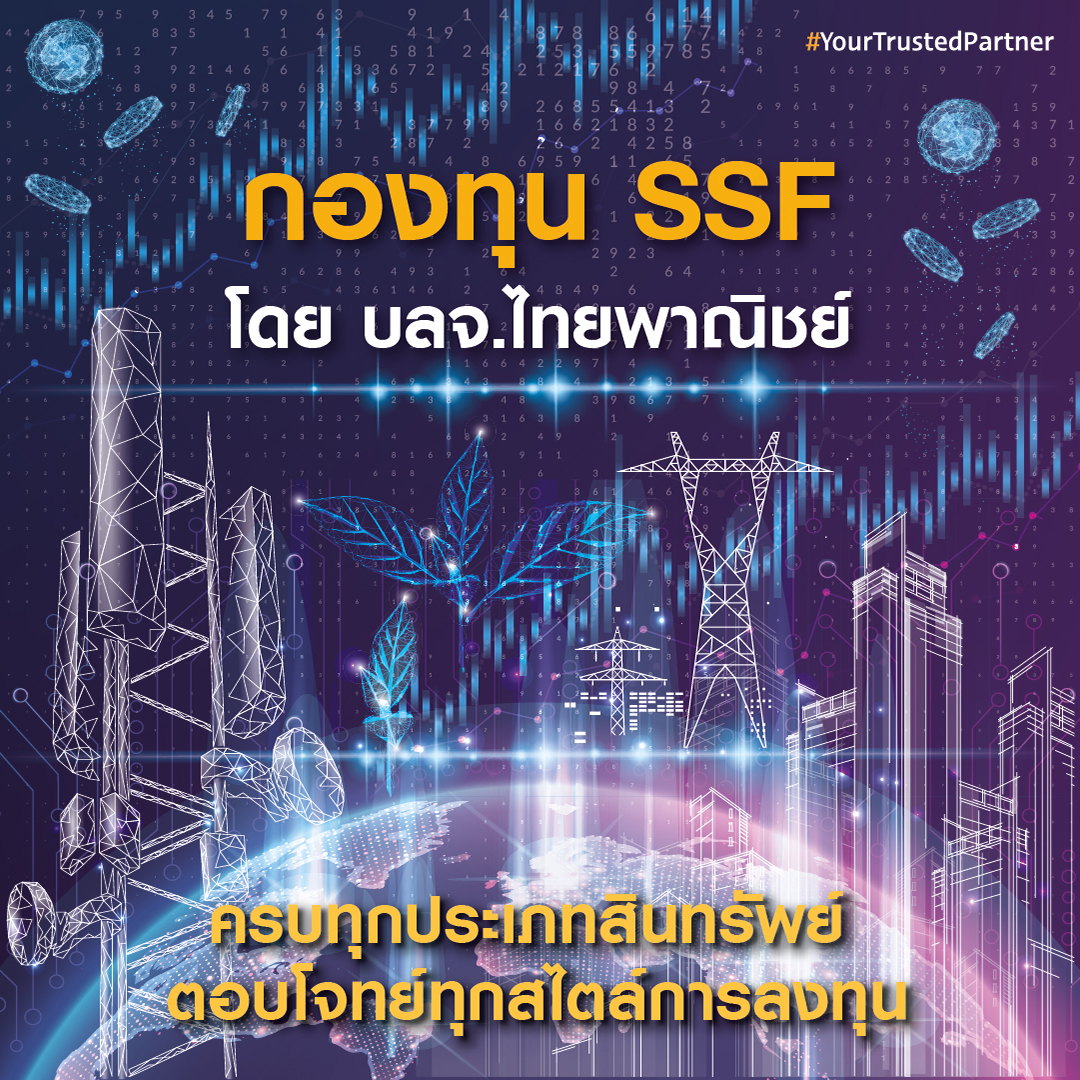 #YourTrustedPartner
กองทุน SSF
โดย บลจ.ไทยพาณิชย์
ครบทุกประเภทสินทรัพย์
ตอบโจทย์ทุกสไตล์การลงทุน